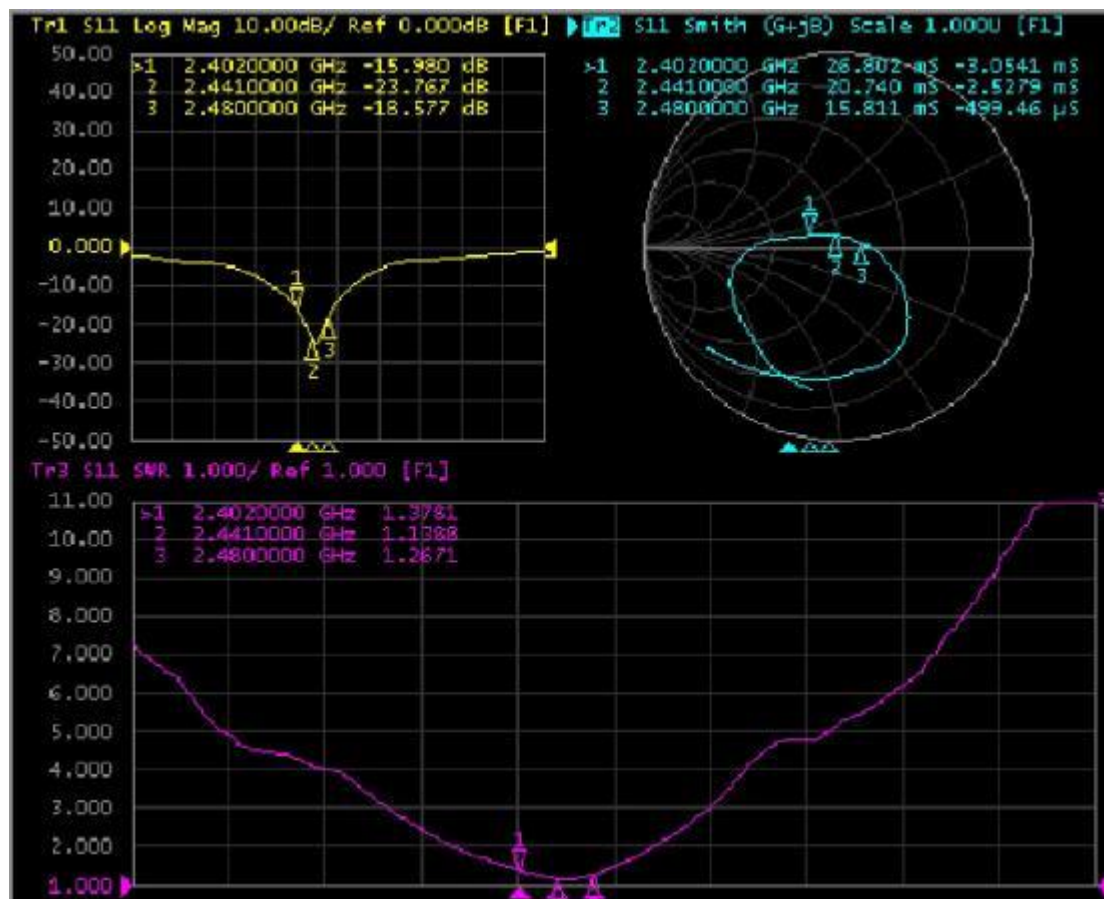 Tr1 S11 Log Mag 10.00dB/ Ref 0.000dB [F1]
50.00
>1 2.4020000 GHz -15.980 dB
2 2.4410000 GHz -23.767 dB
3 2.4800000 GHz -18.577 dB
40.00
30.00
20.00
10.00
0.000
-10.00
-20.00
-30.00
-40.00
-50.00
1
2
3
Tr2 S11 Smith (G+jB) Scale 1.000U [F1]
>1 2.4020000 GHz 26.802 mS -3.0541 mS
2 2.4410000 GHz 20.740 mS -2.5279 mS
3 2.4800000 GHz 15.811 mS -499.46 µS
1
2
3
Tr3 S11 SWR 1.000/ Ref 1.000 [F1]
11.00
>1 2.4020000 GHz 1.3781
2 2.4410000 GHz 1.1388
3 2.4800000 GHz 1.2671
10.00
9.000
8.000
7.000
6.000
5.000
4.000
3.000
2.000
1.000
1